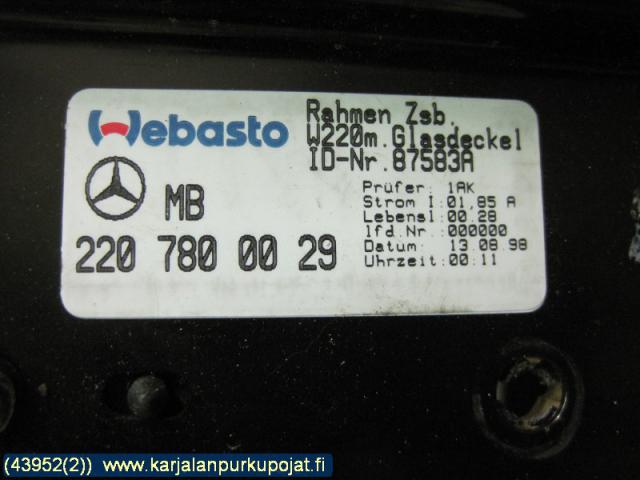 Webasto
Rahmen Zsb.
W220m.Glasdeckel
ID-Nr.87583A
MB
220 780 00 29
Prüfer: 1AK
Strom I:01,85 A
Lebensl:00.28
lfd.Nr.:000000
Datum: 13.08.98
Uhrzeit:00:11
(43952(2)) www.karjalanpurkupojat.fi